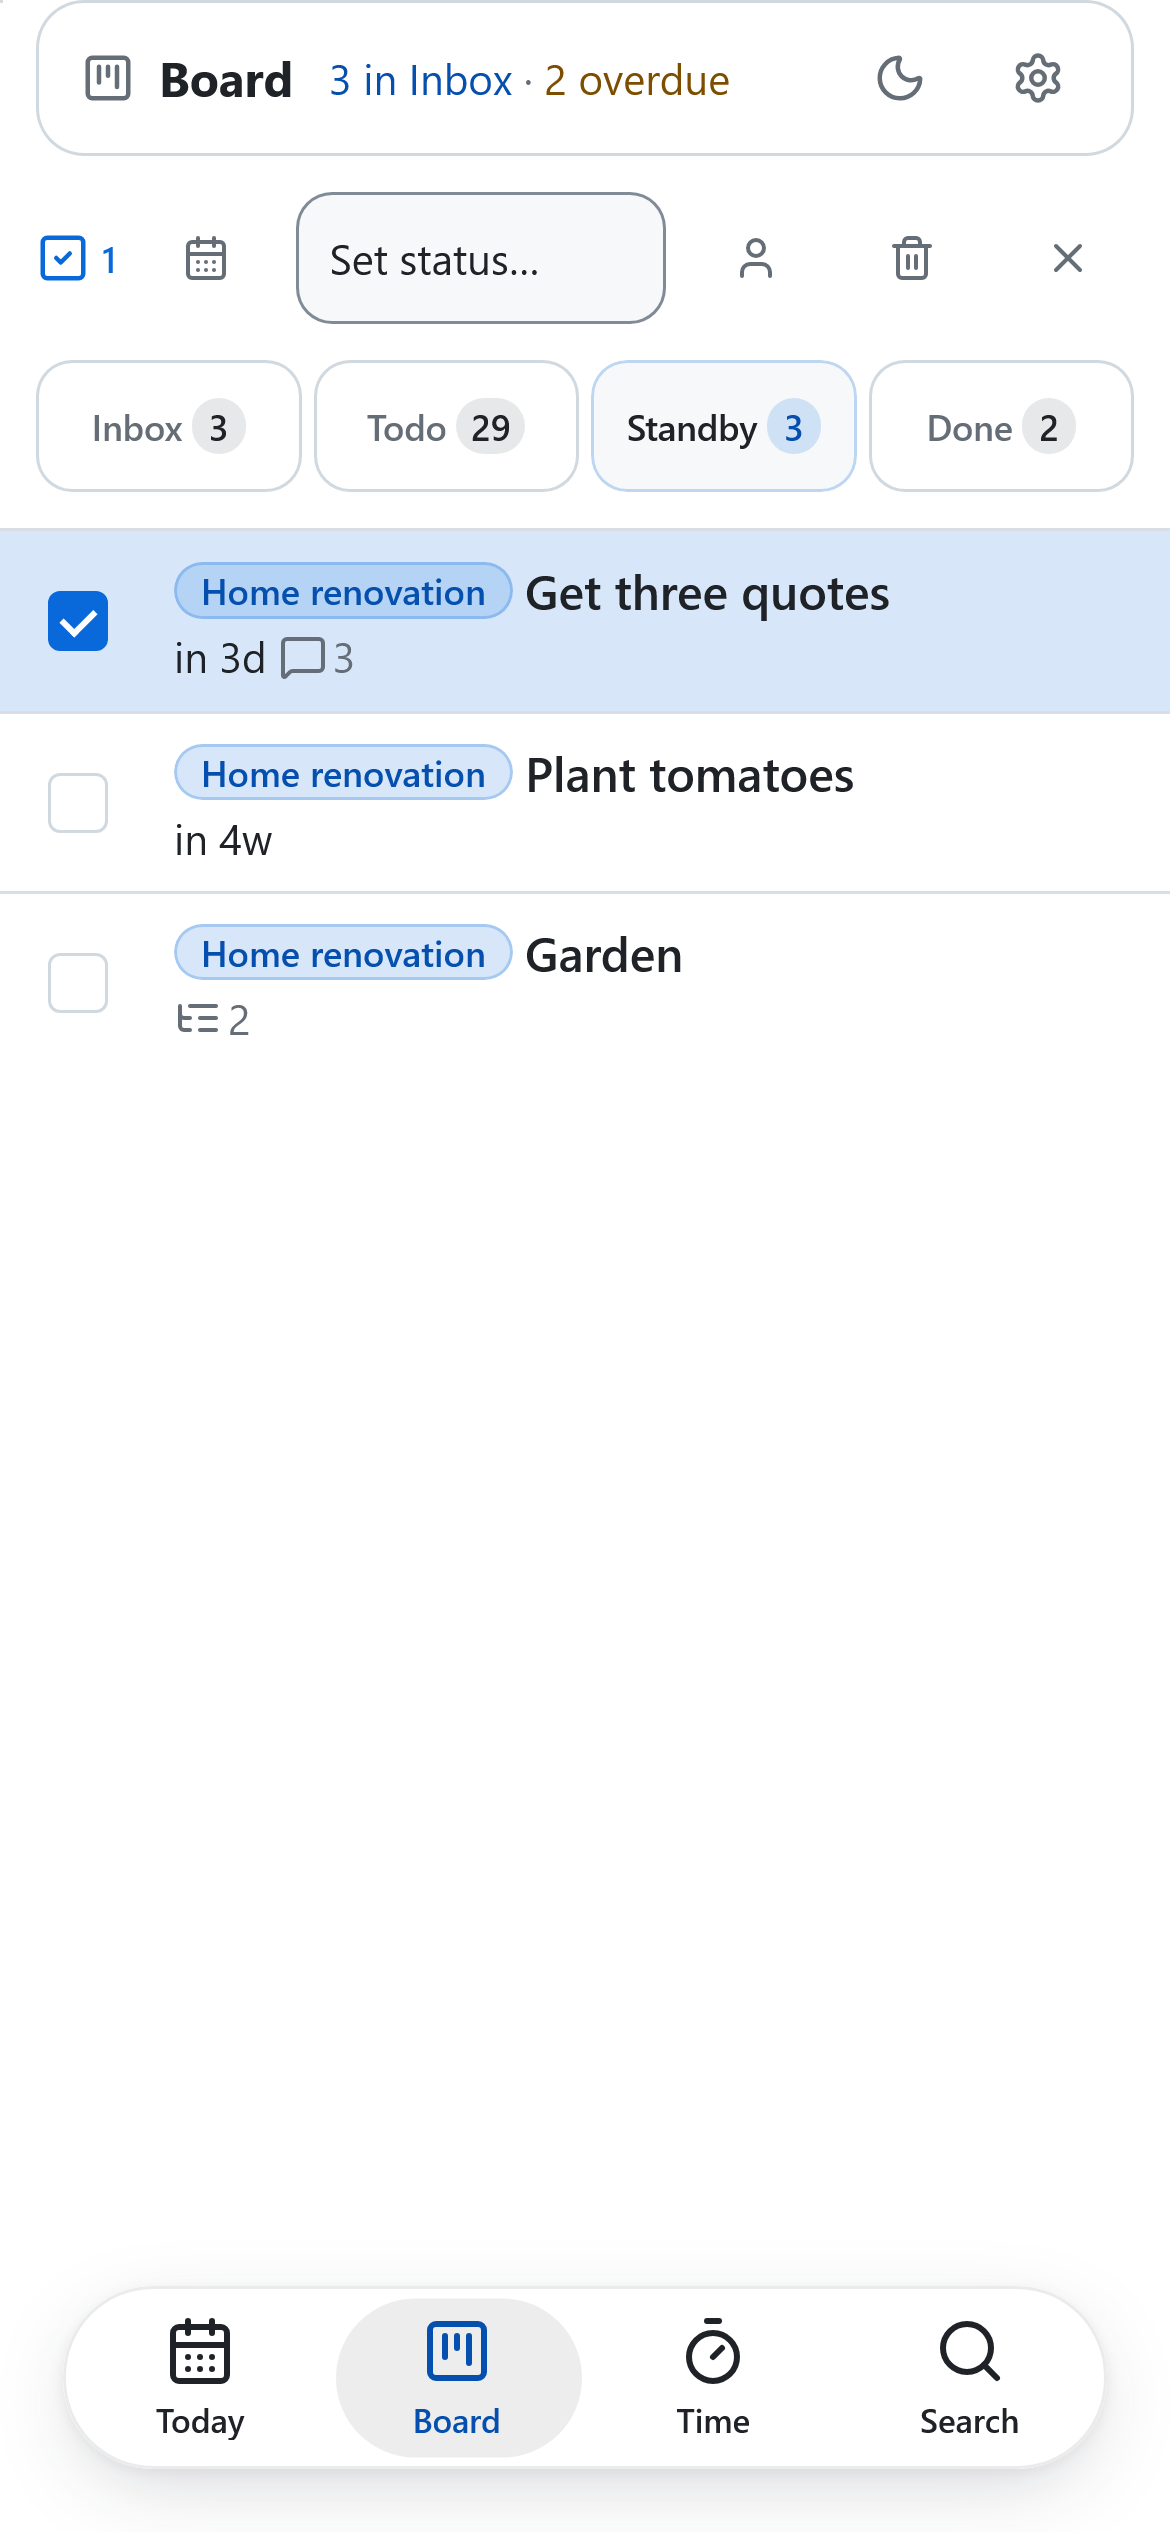 Board 3 in Inbox · 2 overdue
1 Set status...
Inbox 3 Todo 29 Standby 3 Done 2
Home renovation Get three quotes
in 3d 3
Home renovation Plant tomatoes
in 4w
Home renovation Garden
2
Today Board Time Search